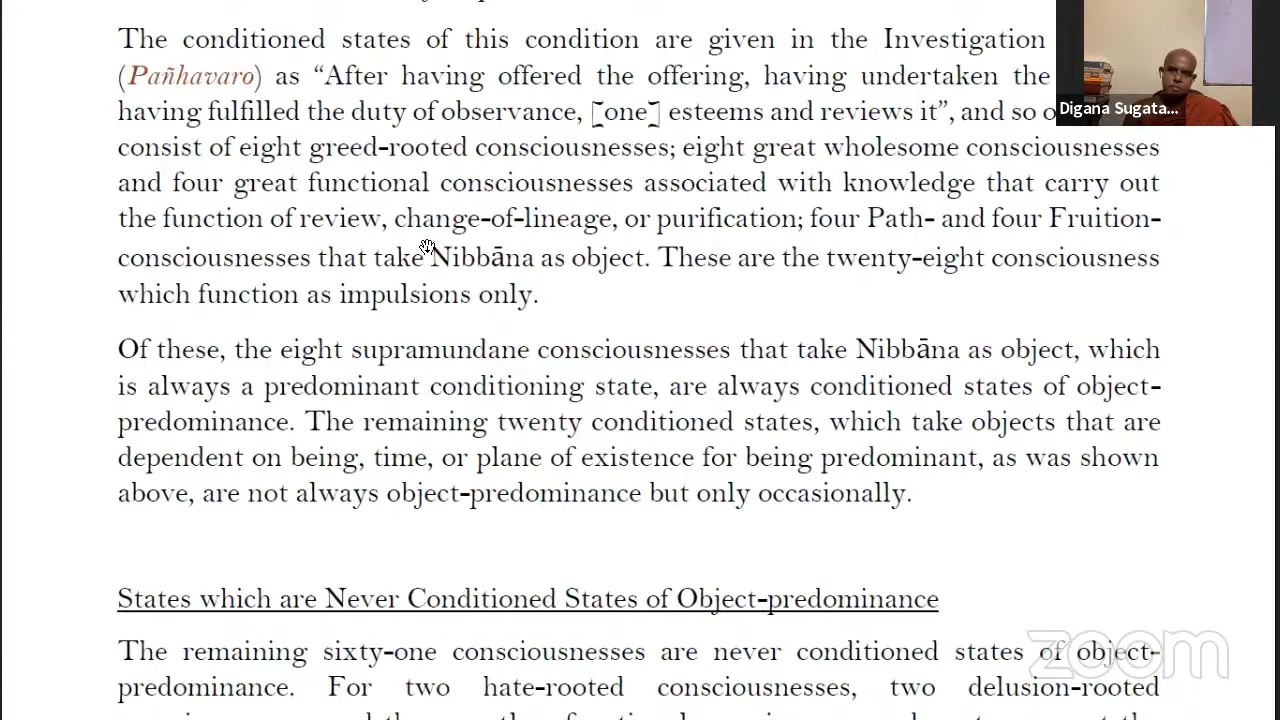 The conditioned states of this condition are given in the Investigation
(Pañhavaro) as “After having offered the offering, having undertaken the
having fulfilled the duty of observance, [one] esteems and reviews it”, and so
consist of eight greed-rooted consciousnesses; eight great wholesome consciousnesses
and four great functional consciousnesses associated with knowledge that carry out
the function of review, change-of-lineage, or purification; four Path- and four Fruition-
consciousnesses that take Nibbāna as object. These are the twenty-eight consciousness
which function as impulsions only.
Of these, the eight supramundane consciousnesses that take Nibbāna as object, which
is always a predominant conditioning state, are always conditioned states of object-
predominance. The remaining twenty conditioned states, which take objects that are
dependent on being, time, or plane of existence for being predominant, as was shown
above, are not always object-predominance but only occasionally.
States which are Never Conditioned States of Object-predominance
The remaining sixty-one consciousnesses are never conditioned states of object-
predominance. For two hate-rooted consciousnesses, two delusion-rooted
Digana Sugata...
zoom